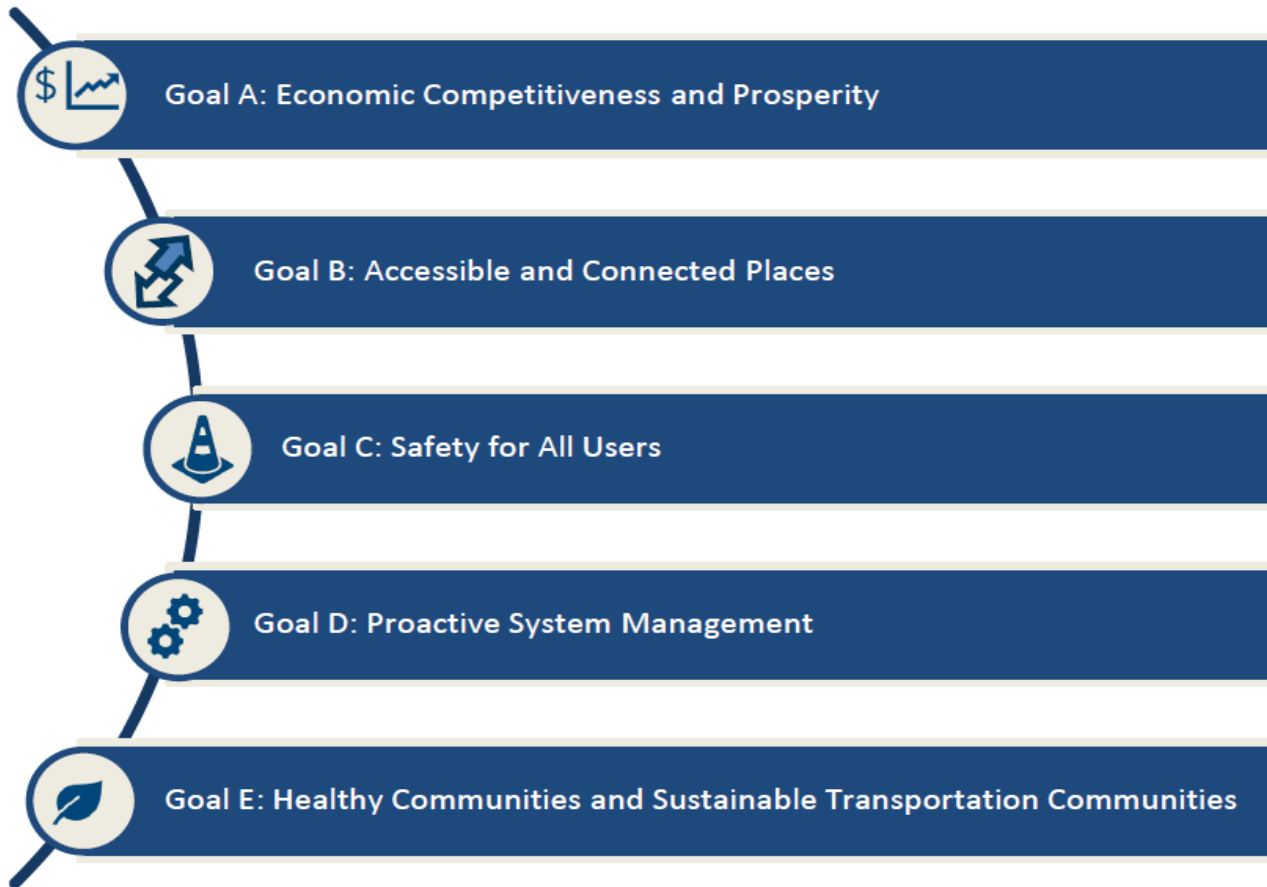 $
Goal A: Economic Competitiveness and Prosperity
Goal B: Accessible and Connected Places
Goal C: Safety for All Users
Goal D: Proactive System Management
Goal E: Healthy Communities and Sustainable Transportation Communities